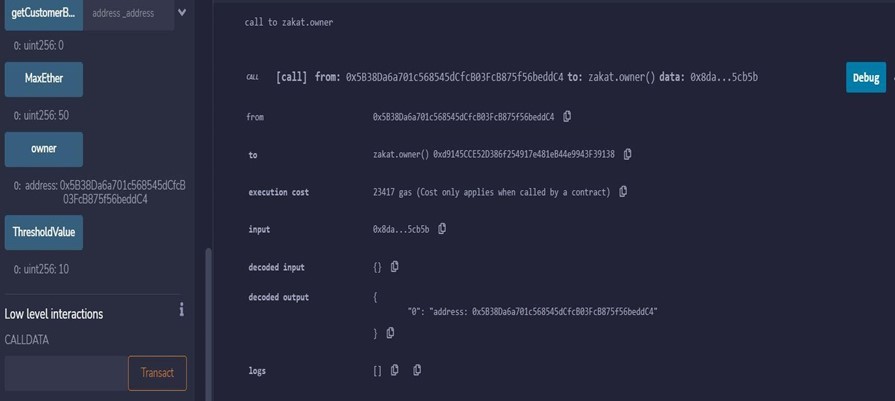 getCustomerB...
address _address
0: uint256: 0
MaxEther
0: uint256: 50
owner
0: address: 0x5B38Da6a701c568545dCfcB
03FcB875f56beddC4
ThresholdValue
0: uint256: 10
Low level interactions
i
CALLDATA
Transact
call to zakat.owner
CALL [call] from: 0x5B38Da6a701c568545dCfcB03FcB875f56beddC4 to: zakat.owner() data: 0x8da...5cb5b
Debug
from 0x5B38Da6a701c568545dCfcB03FcB875f56beddC4
to zakat.owner() 0xd9145CCE52D386f254917e481eB44e9943F39138
execution cost 23417 gas (Cost only applies when called by a contract)
input 0x8da...5cb5b
decoded input {}
decoded output {
"0": "address: 0x5B38Da6a701c568545dCfcB03FcB875f56beddC4"
}
logs []